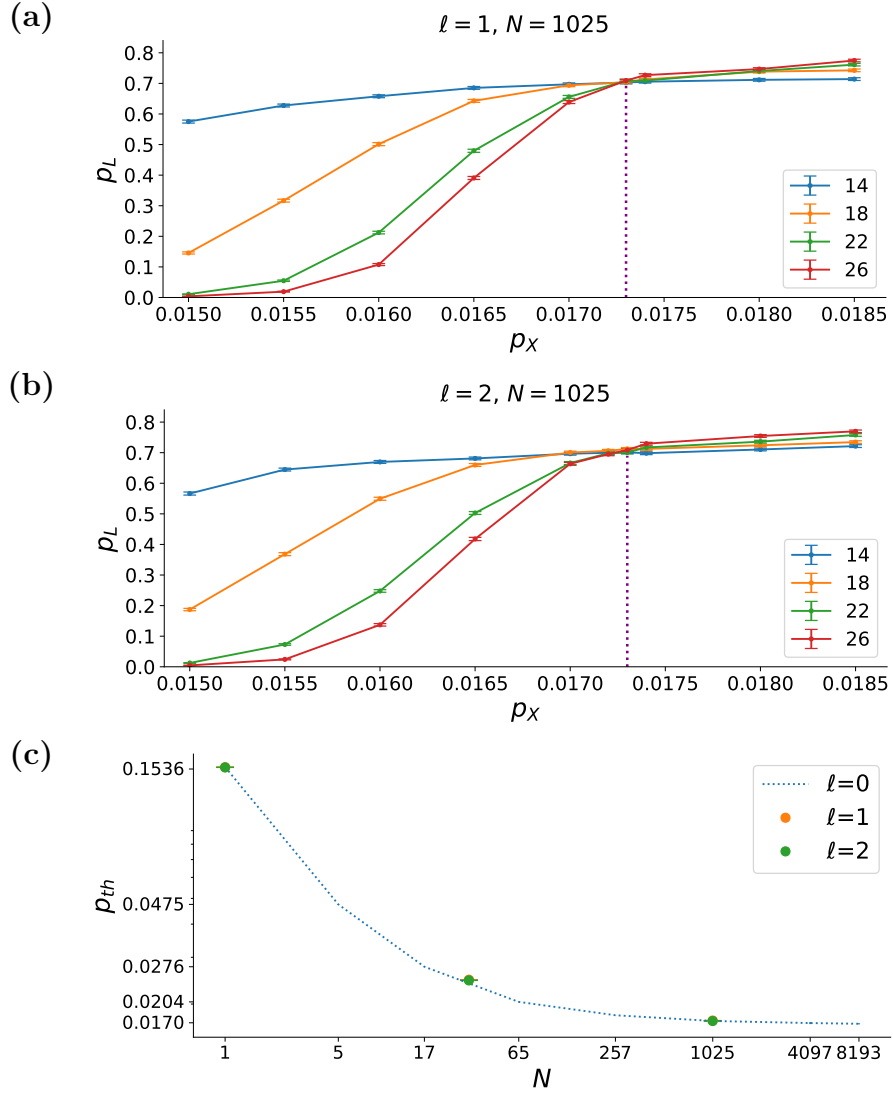 (a)
ℓ = 1, N = 1025
0.8
0.7
0.6
0.5
0.4
0.3
0.2
0.1
0.0
p_L
14
18
22
26
0.0150 0.0155 0.0160 0.0165 0.0170 0.0175 0.0180 0.0185
p_X
(b)
ℓ = 2, N = 1025
0.8
0.7
0.6
0.5
0.4
0.3
0.2
0.1
0.0
p_L
14
18
22
26
0.0150 0.0155 0.0160 0.0165 0.0170 0.0175 0.0180 0.0185
p_X
(c)
0.1536
0.0475
0.0276
0.0204
0.0170
p_th
ℓ=0
ℓ=1
ℓ=2
1 5 17 65 257 1025 4097 8193
N